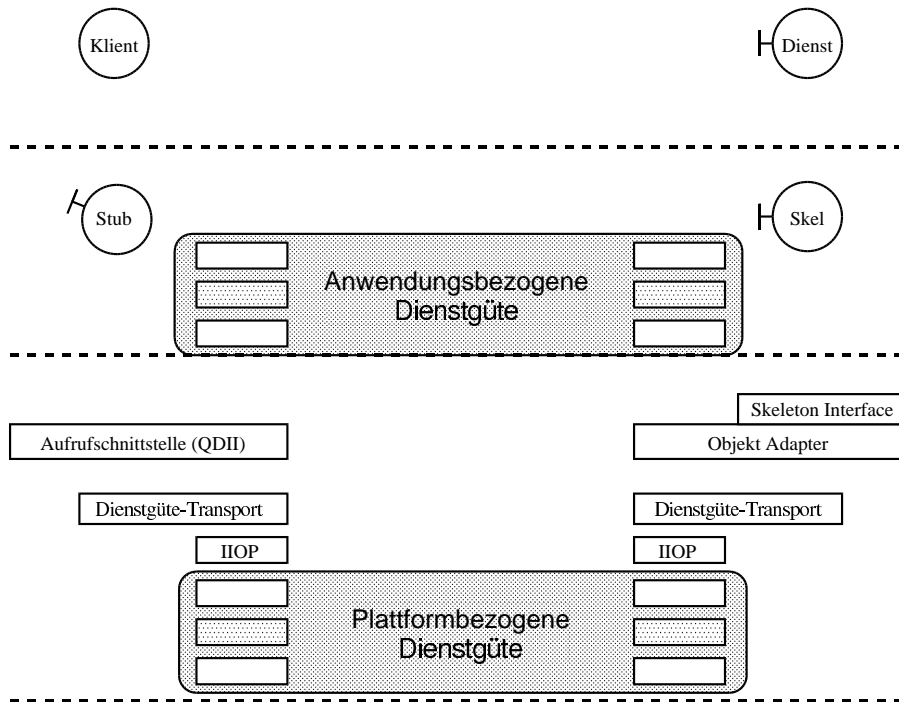 Klient
Dienst
Stub
Skel
Anwendungsbezogene
Dienstgüte
Skeleton Interface
Aufrufschnittstelle (QDII)
Objekt Adapter
Dienstgüte-Transport
Dienstgüte-Transport
IIOP
IIOP
Plattformbezogene
Dienstgüte